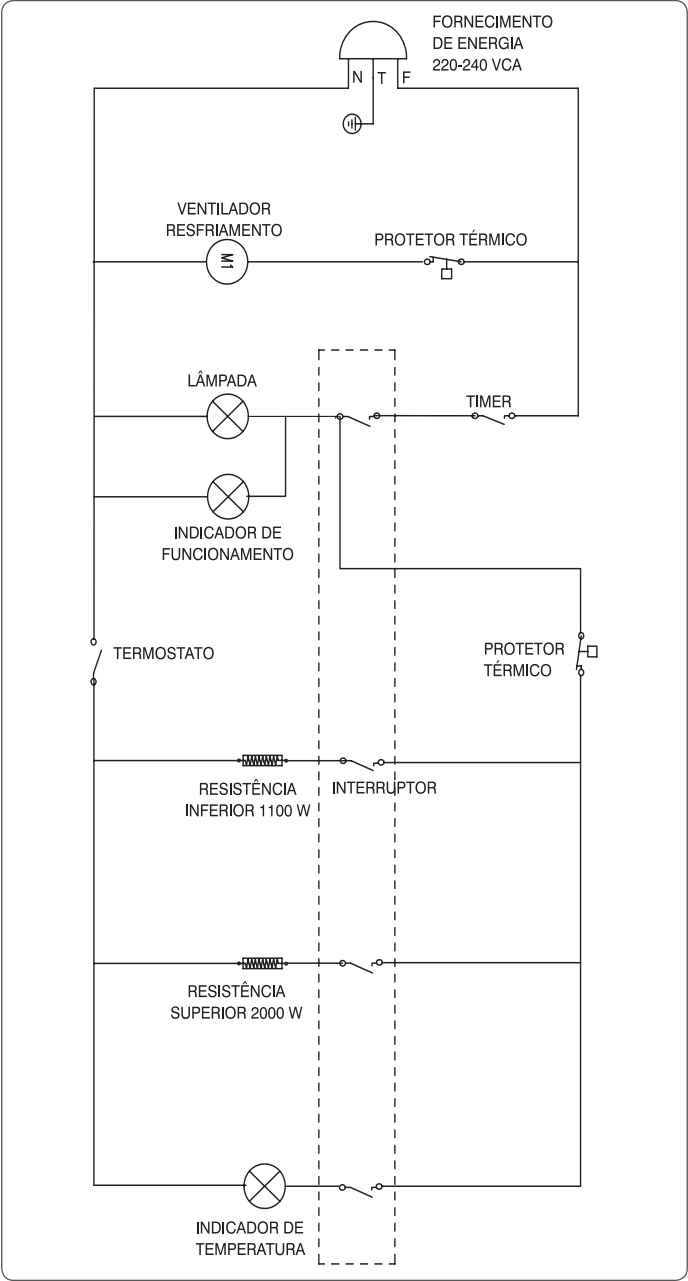 FORNECIMENTO
DE ENERGIA
220-240 VCA
N T F
VENTILADOR
RESFRIAMENTO
M1
PROTETOR TÉRMICO
LÂMPADA
TIMER
INDICADOR DE
FUNCIONAMENTO
TERMOSTATO
PROTETOR
TÉRMICO
RESISTÊNCIA
INFERIOR 1100 W
INTERRUPTOR
RESISTÊNCIA
SUPERIOR 2000 W
INDICADOR DE
TEMPERATURA